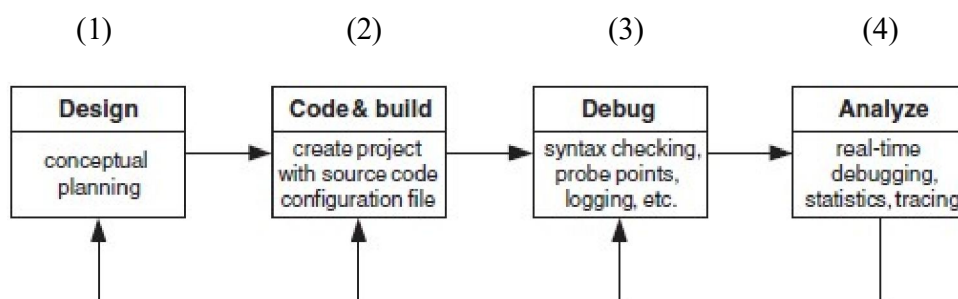 (1) (2) (3) (4)
Design
conceptual
planning
Code & build
create project
with source code
configuration file
Debug
syntax checking,
probe points,
logging, etc.
Analyze
real-time
debugging,
statistics, tracing